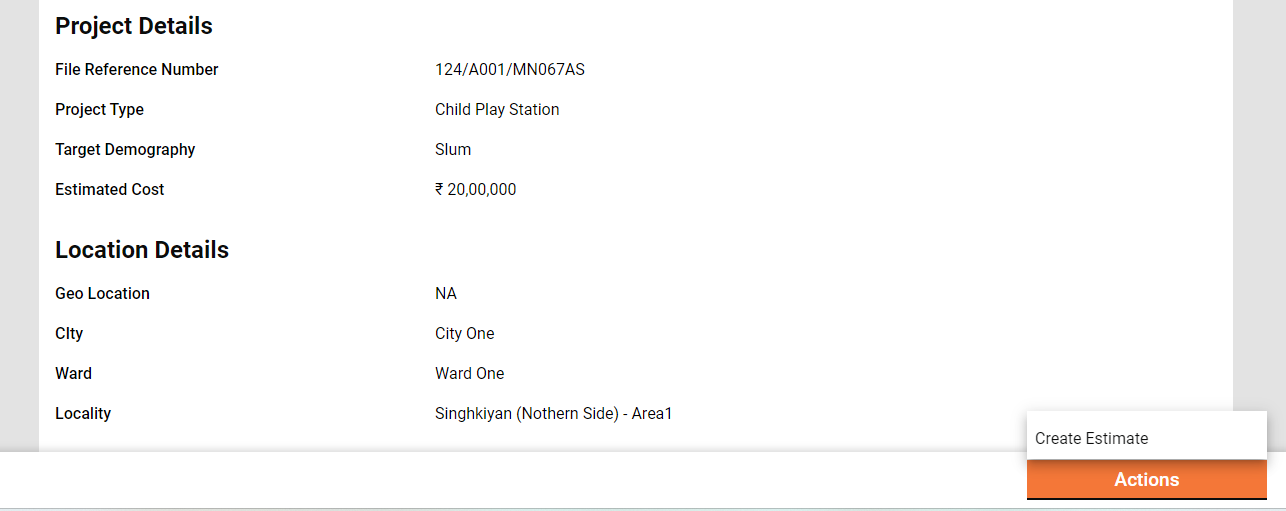 Project Details
File Reference Number 124/A001/MN067AS
Project Type Child Play Station
Target Demography Slum
Estimated Cost ₹ 20,00,000
Location Details
Geo Location NA
CIty City One
Ward Ward One
Locality Singhkiyan (Nothern Side) - Area1
Create Estimate
Actions